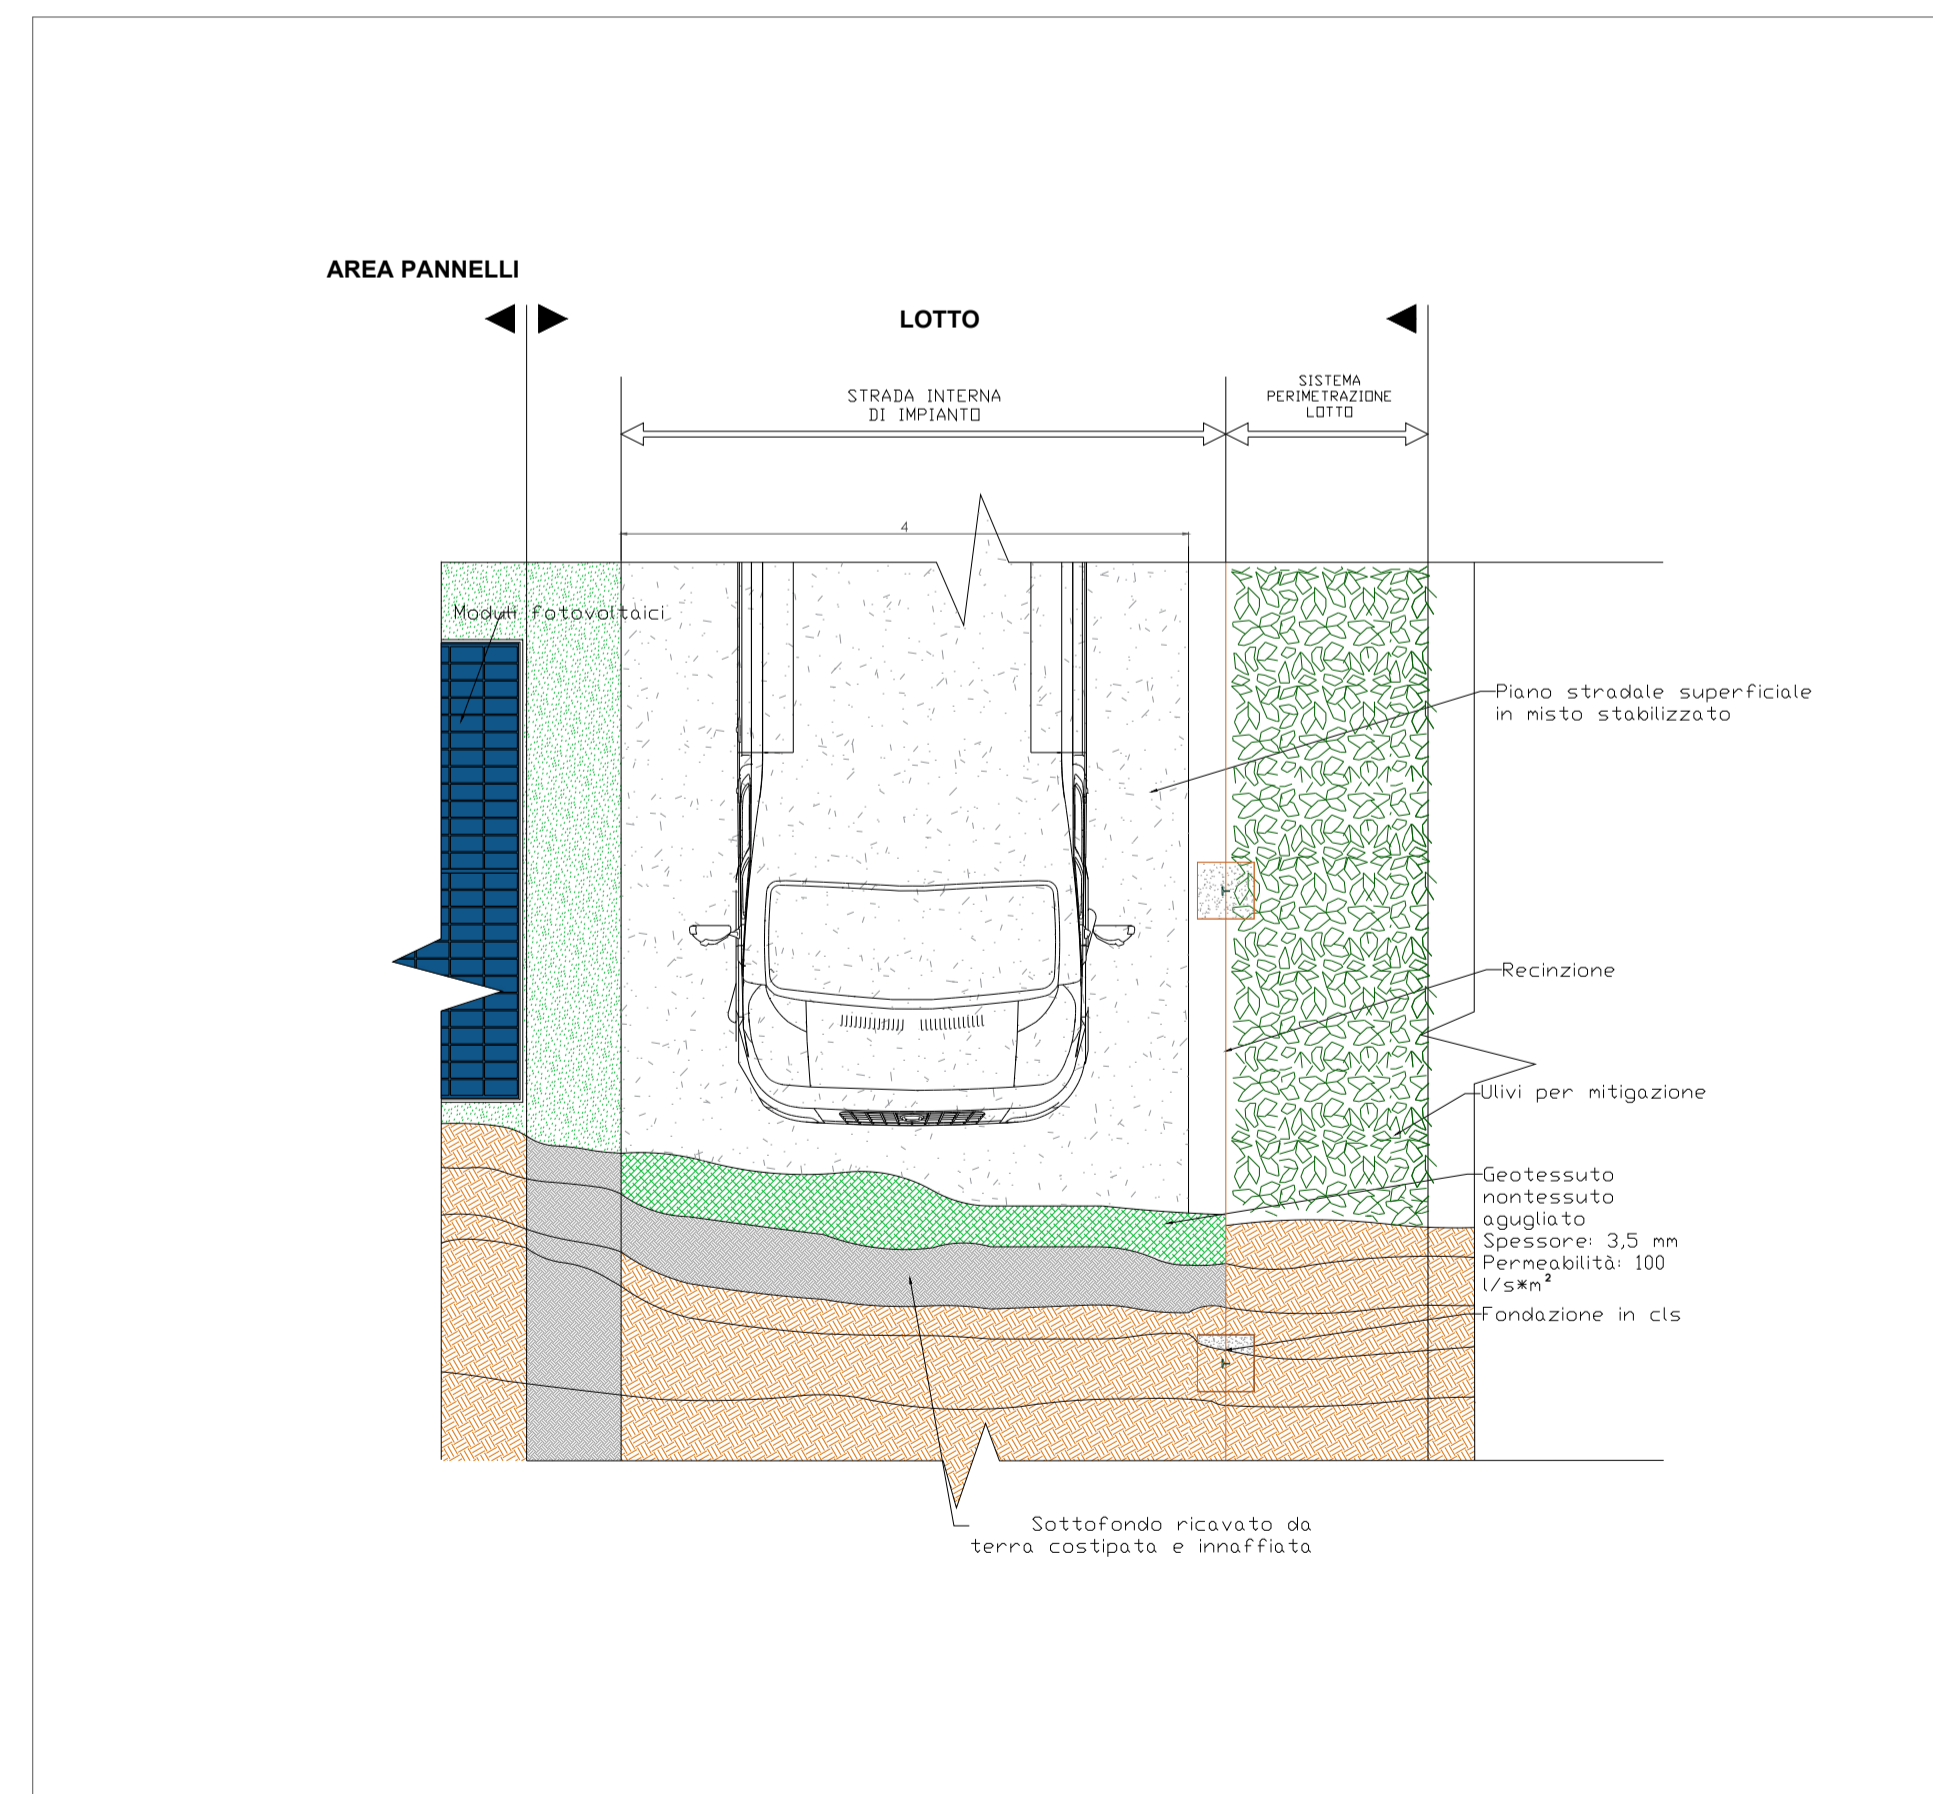 AREA PANNELLI
LOTTO
STRADA INTERNA
DI IMPIANTO
SISTEMA
PERIMETRAZIONE
LOTTO
4
Moduli fotovoltaici
Piano stradale superficiale
in misto stabilizzato
Recinzione
Ulivi per mitigazione
Geotessuto
nontessuto
agugliato
Spessore: 3,5 mm
Permeabilità: 100
l/s*m²
Fondazione in cls
Sottofondo ricavato da
terra costipata e innaffiata